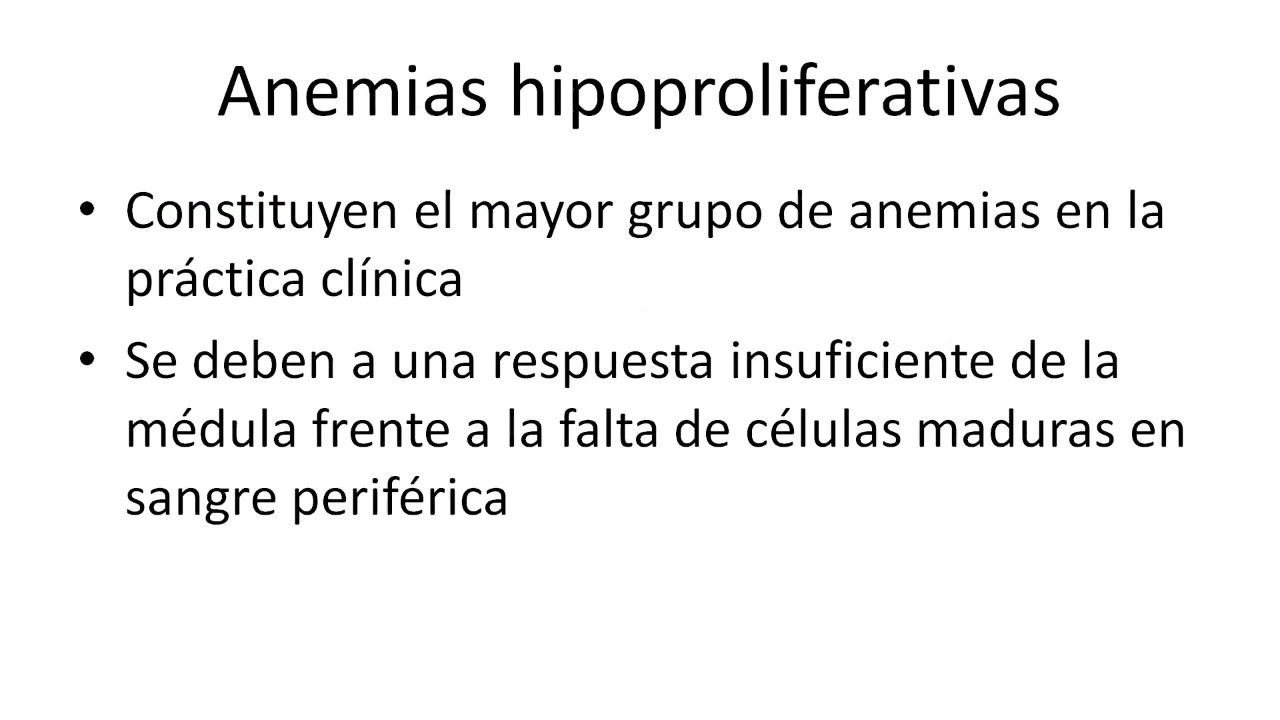 Anemias hipoproliferativas
• Constituyen el mayor grupo de anemias en la
práctica clínica
• Se deben a una respuesta insuficiente de la
médula frente a la falta de células maduras en
sangre periférica